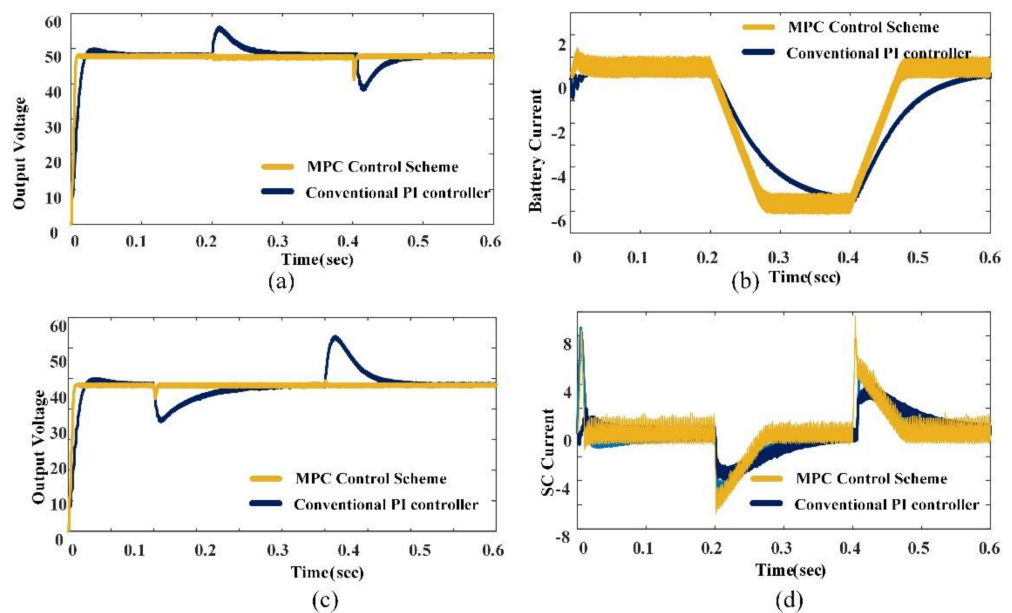 60
50
40
30
20
10
0
Output Voltage
MPC Control Scheme
Conventional PI controller
0 0.1 0.2 0.3 0.4 0.5 0.6
Time(sec)
(a)
2
0
-2
-4
-6
Battery Current
MPC Control Scheme
Conventional PI controller
0 0.1 0.2 0.3 0.4 0.5 0.6
Time(sec)
(b)
60
50
40
30
20
10
0
Output Voltage
MPC Control Scheme
Conventional PI controller
0 0.1 0.2 0.3 0.4 0.5 0.6
Time(sec)
(c)
8
4
0
-4
-8
SC Current
MPC Control Scheme
Conventional PI controller
0 0.1 0.2 0.3 0.4 0.5 0.6
Time(sec)
(d)